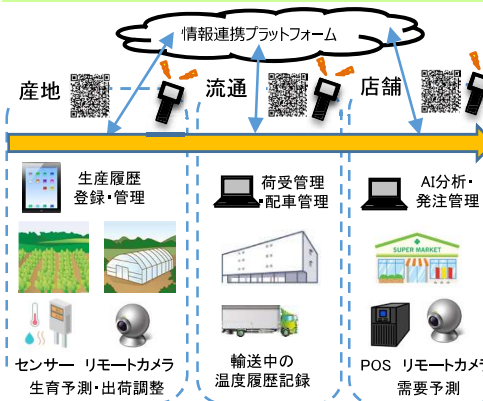 情報連携プラットフォーム
産地
流通
店舗
生産履歴
登録・管理
荷受管理
・配車管理
AI分析・
発注管理
SUPER MARKET
センサー リモートカメラ
生育予測・出荷調整
輸送中の
温度履歴記録
POS リモートカメラ
需要予測